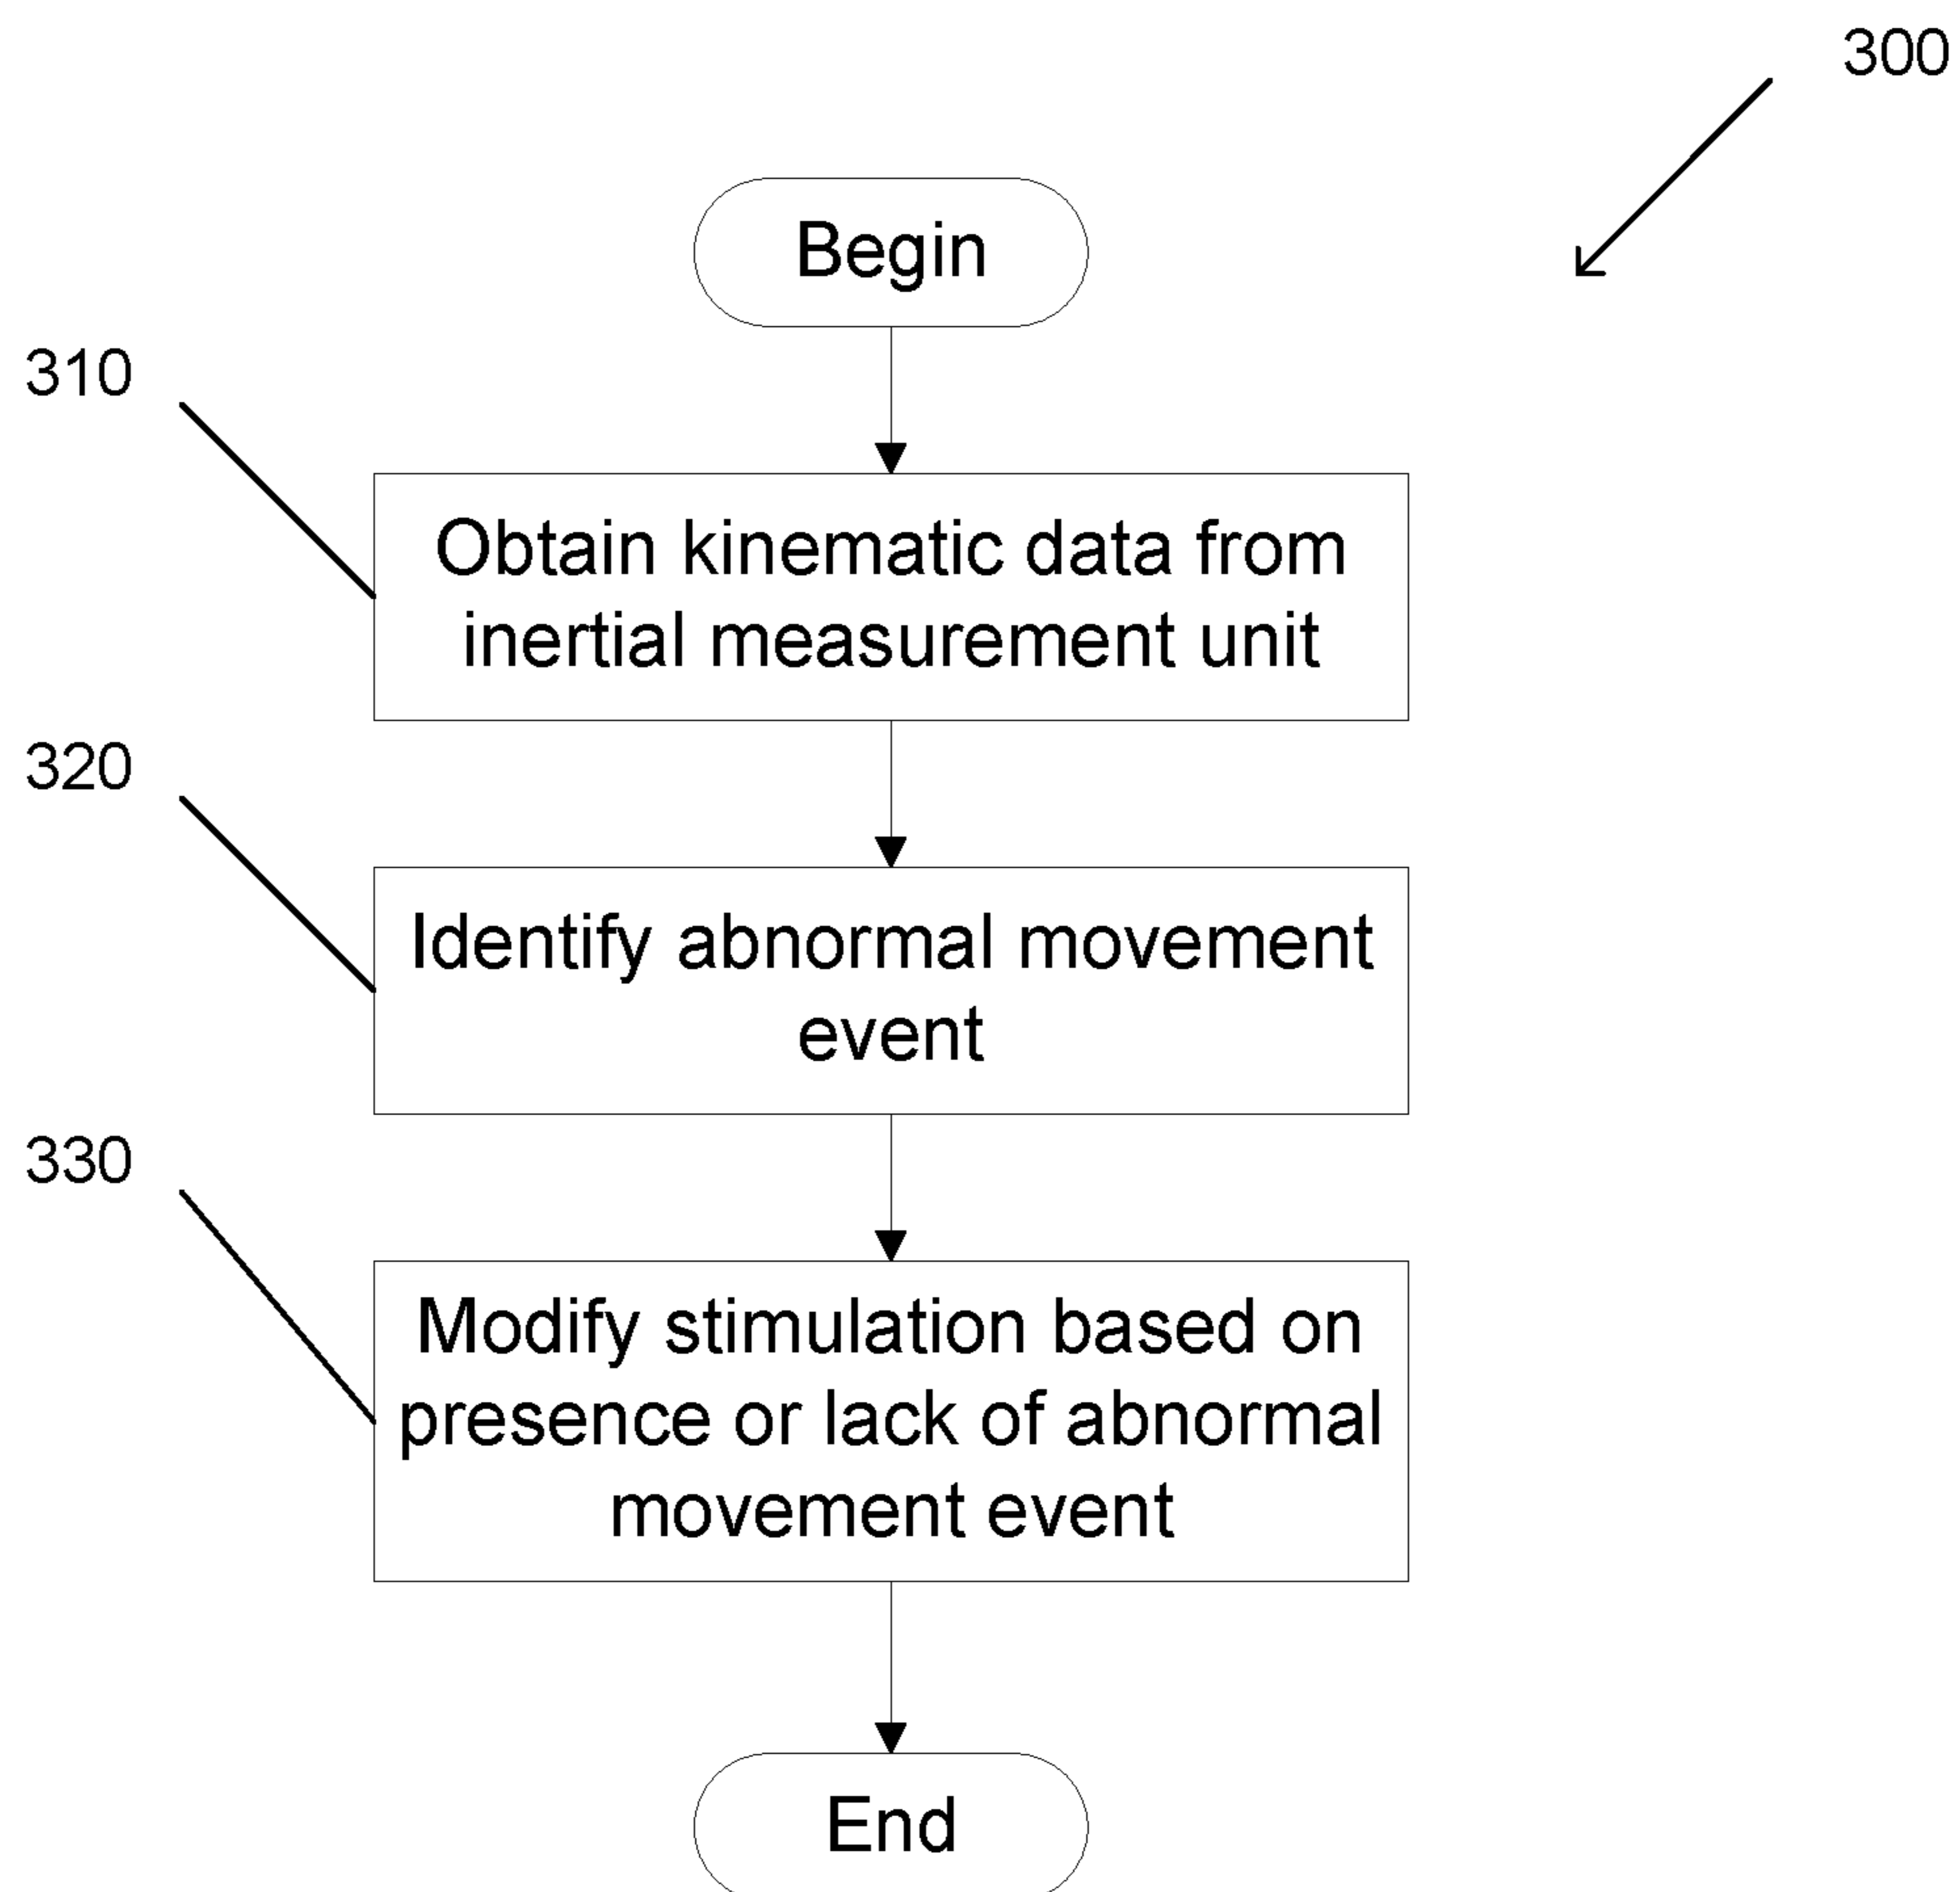 300
Begin
310
Obtain kinematic data from
inertial measurement unit
320
Identify abnormal movement
event
330
Modify stimulation based on
presence or lack of abnormal
movement event
End